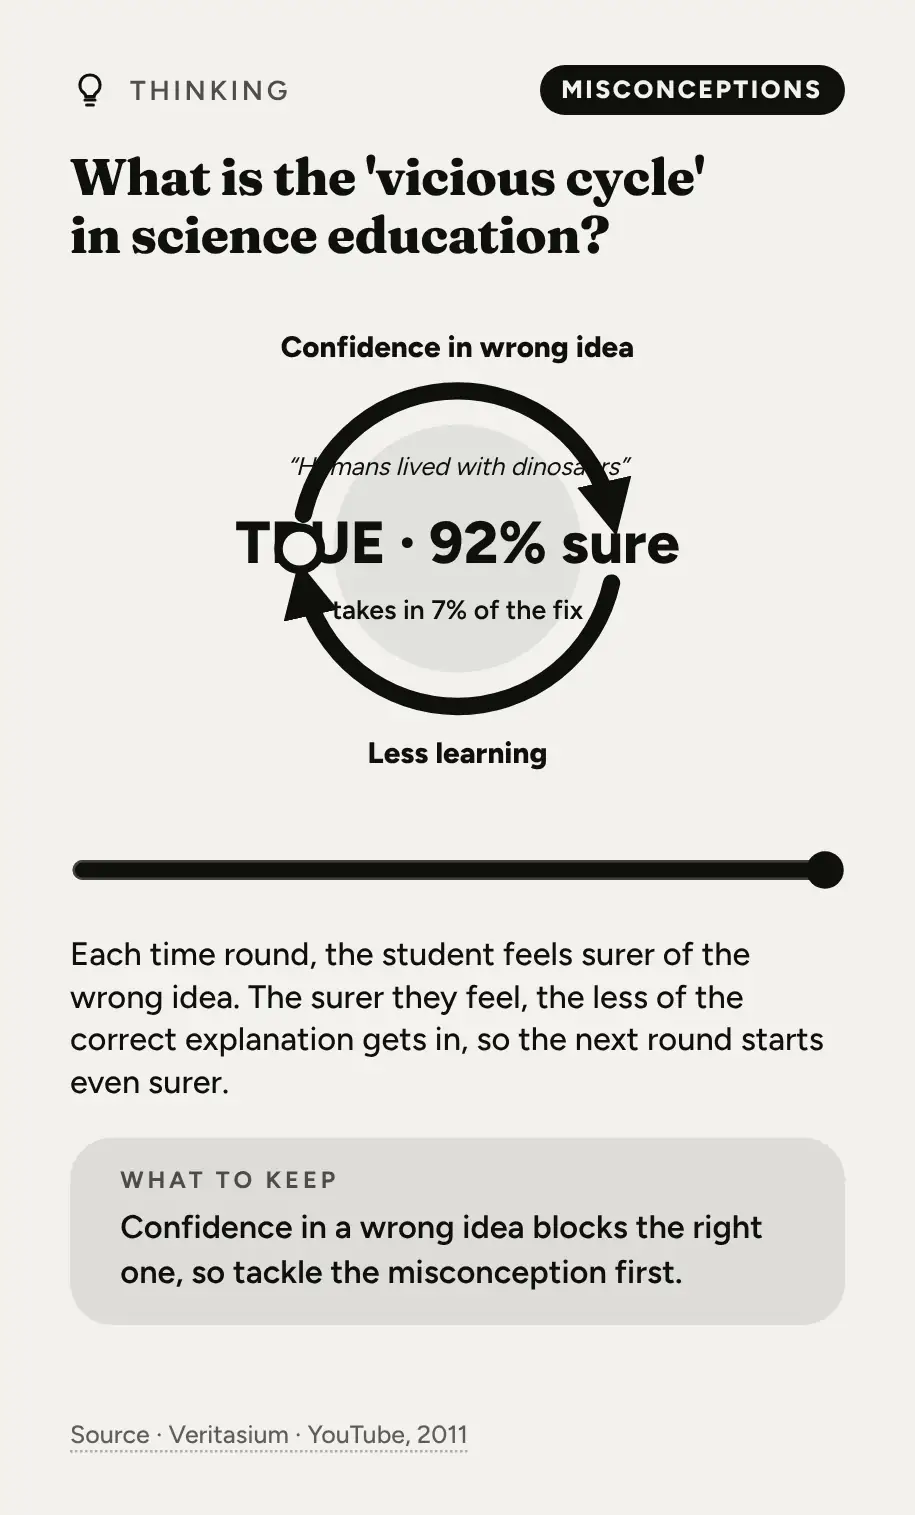 THINKING
MISCONCEPTIONS
What is the 'vicious cycle'
in science education?
Confidence in wrong idea
“Humans lived with dinosaurs”
TRUE · 92% sure
takes in 7% of the fix
Less learning
Each time round, the student feels surer of the
wrong idea. The surer they feel, the less of the
correct explanation gets in, so the next round starts
even surer.
WHAT TO KEEP
Confidence in a wrong idea blocks the right
one, so tackle the misconception first.
Source · Veritasium · YouTube, 2011